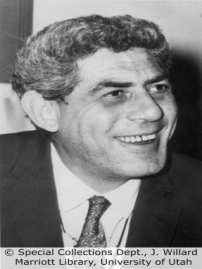 © Special Collections Dept., J. Willard
Marriott Library, University of Utah